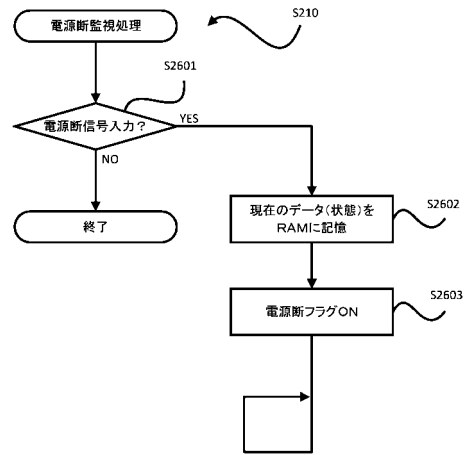 電源断監視処理
S210
S2601
電源断信号入力？
YES
NO
終了
現在のデータ（状態）を
RAMに記憶
S2602
電源断フラグON
S2603